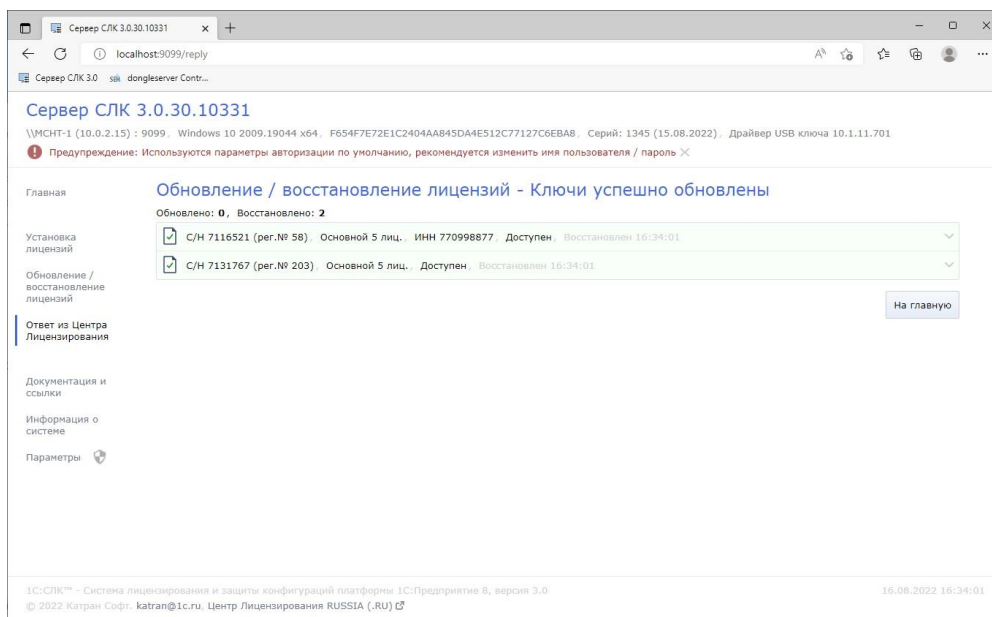 Сервер СЛК 3.0.30.10331
localhost:9099/reply
Сервер СЛК 3.0 dongleserver Contr...
Сервер СЛК 3.0.30.10331
\\MCHT-1 (10.0.2.15) : 9099, Windows 10 2009.19044 x64, F654F7E72E1C2404AA845DA4E512C77127C6EBA8, Серий: 1345 (15.08.2022), Драйвер USB ключа 10.1.11.701
Предупреждение: Используются параметры авторизации по умолчанию, рекомендуется изменить имя пользователя / пароль
Главная
Установка
лицензий
Обновление /
восстановление
лицензий
Ответ из Центра
Лицензирования
Документация и
ссылки
Информация о
системе
Параметры
Обновление / восстановление лицензий - Ключи успешно обновлены
Обновлено: 0, Восстановлено: 2
С/Н 7116521 (рег.№ 58), Основной 5 лиц., ИНН 770998877, Доступен, Восстановлен 16:34:01
С/Н 7131767 (рег.№ 203), Основной 5 лиц., Доступен, Восстановлен 16:34:01
На главную
1С:СЛК™ - Система лицензирования и защиты конфигураций платформы 1С:Предприятие 8, версия 3.0
16.08.2022 16:34:01
© 2022 Катран Софт. katran@1c.ru, Центр Лицензирования RUSSIA (.RU)